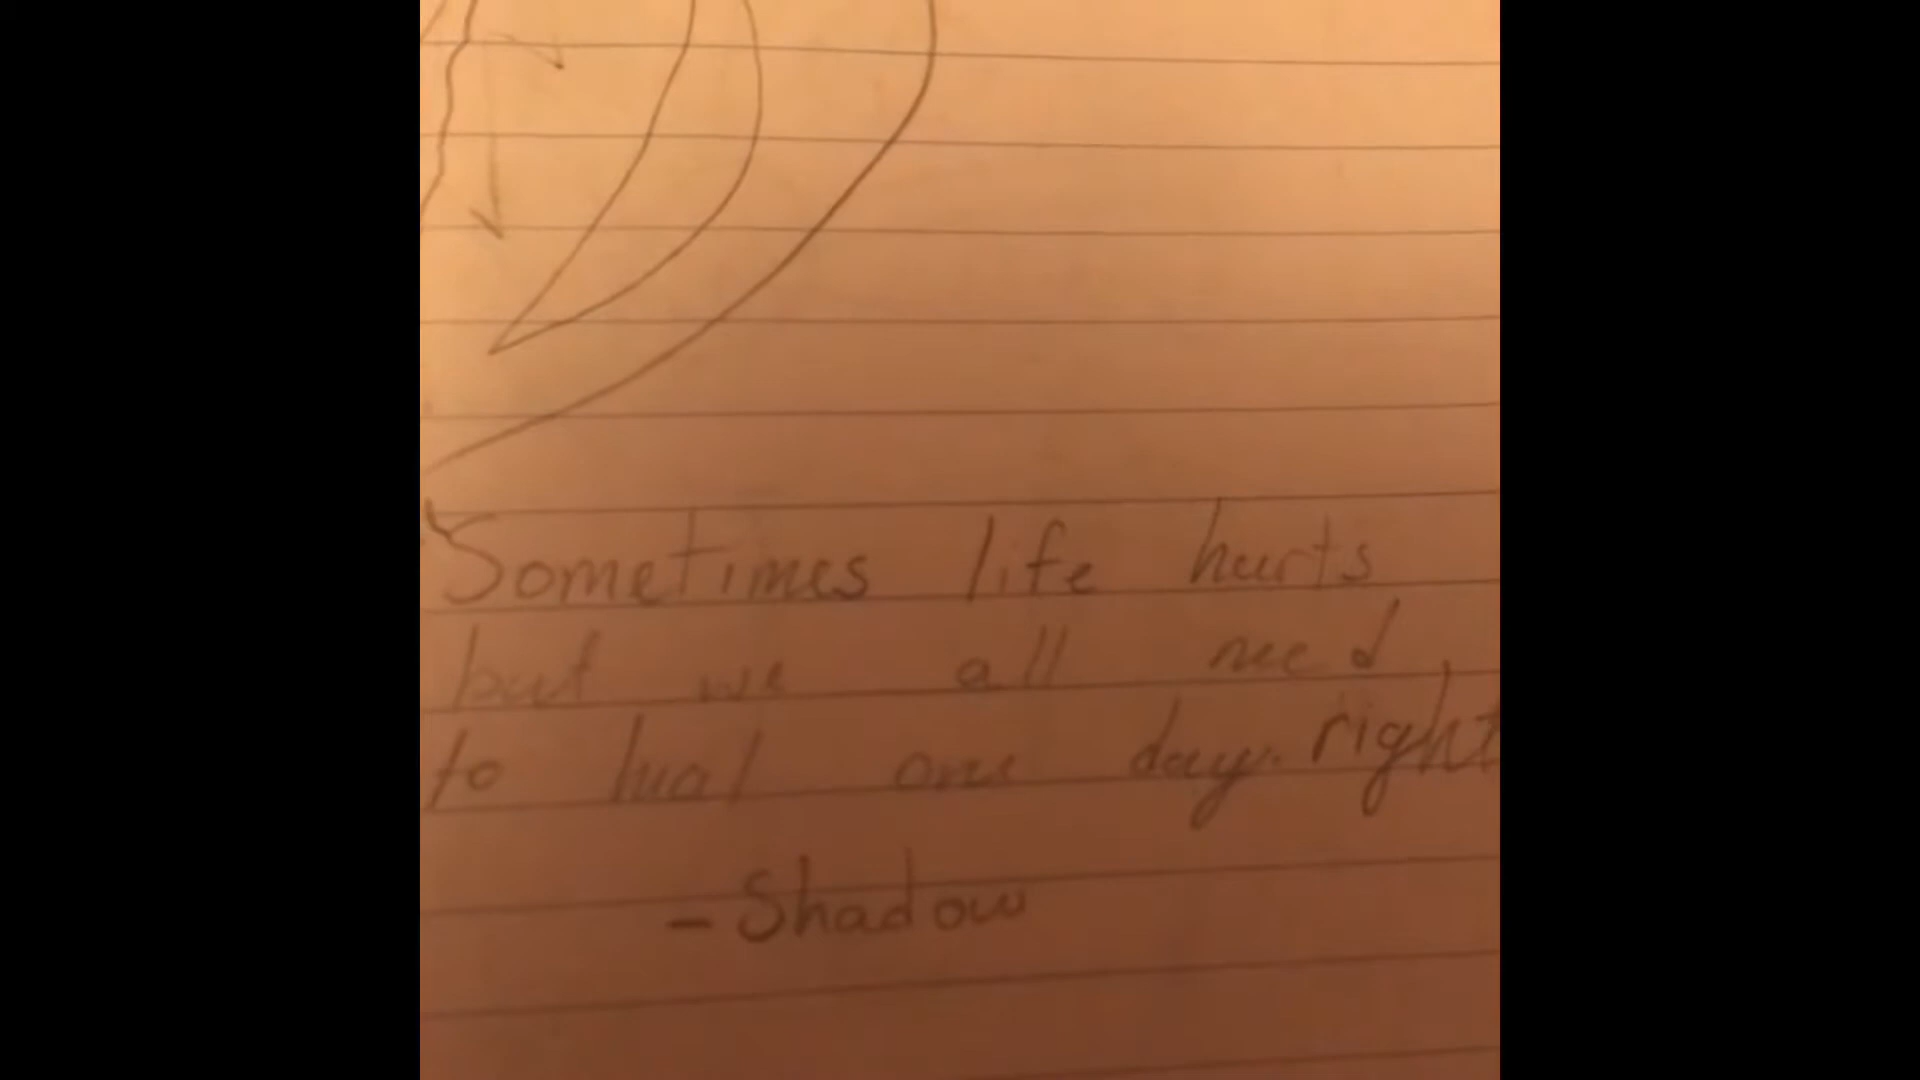 Sometimes life hurts
but we all need
to heal one day. right
- Shadow